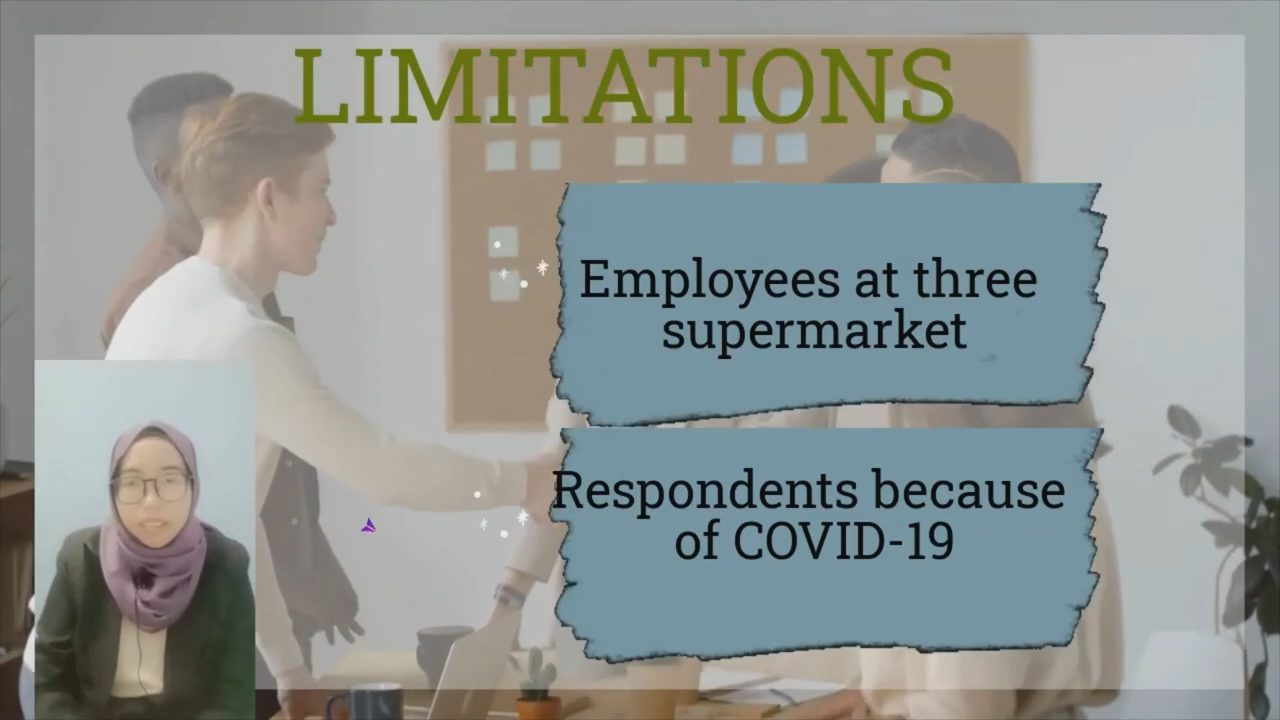 LIMITATIONS
Employees at three
supermarket
Respondents because
of COVID-19